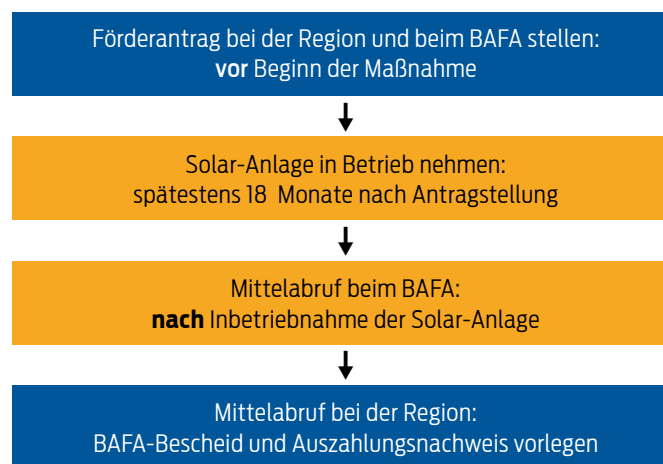 Förderantrag bei der Region und beim BAFA stellen:
vor Beginn der Maßnahme
Solar-Anlage in Betrieb nehmen:
spätestens 18 Monate nach Antragstellung
Mittelabruf beim BAFA:
nach Inbetriebnahme der Solar-Anlage
Mittelabruf bei der Region:
BAFA-Bescheid und Auszahlungsnachweis vorlegen